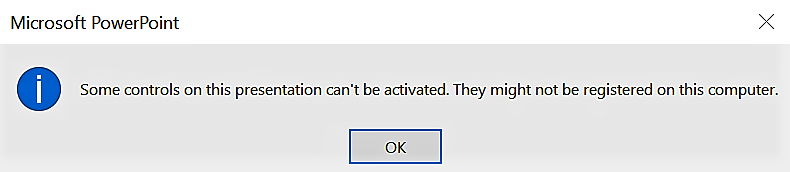 Microsoft PowerPoint
Some controls on this presentation can't be activated. They might not be registered on this computer.
OK